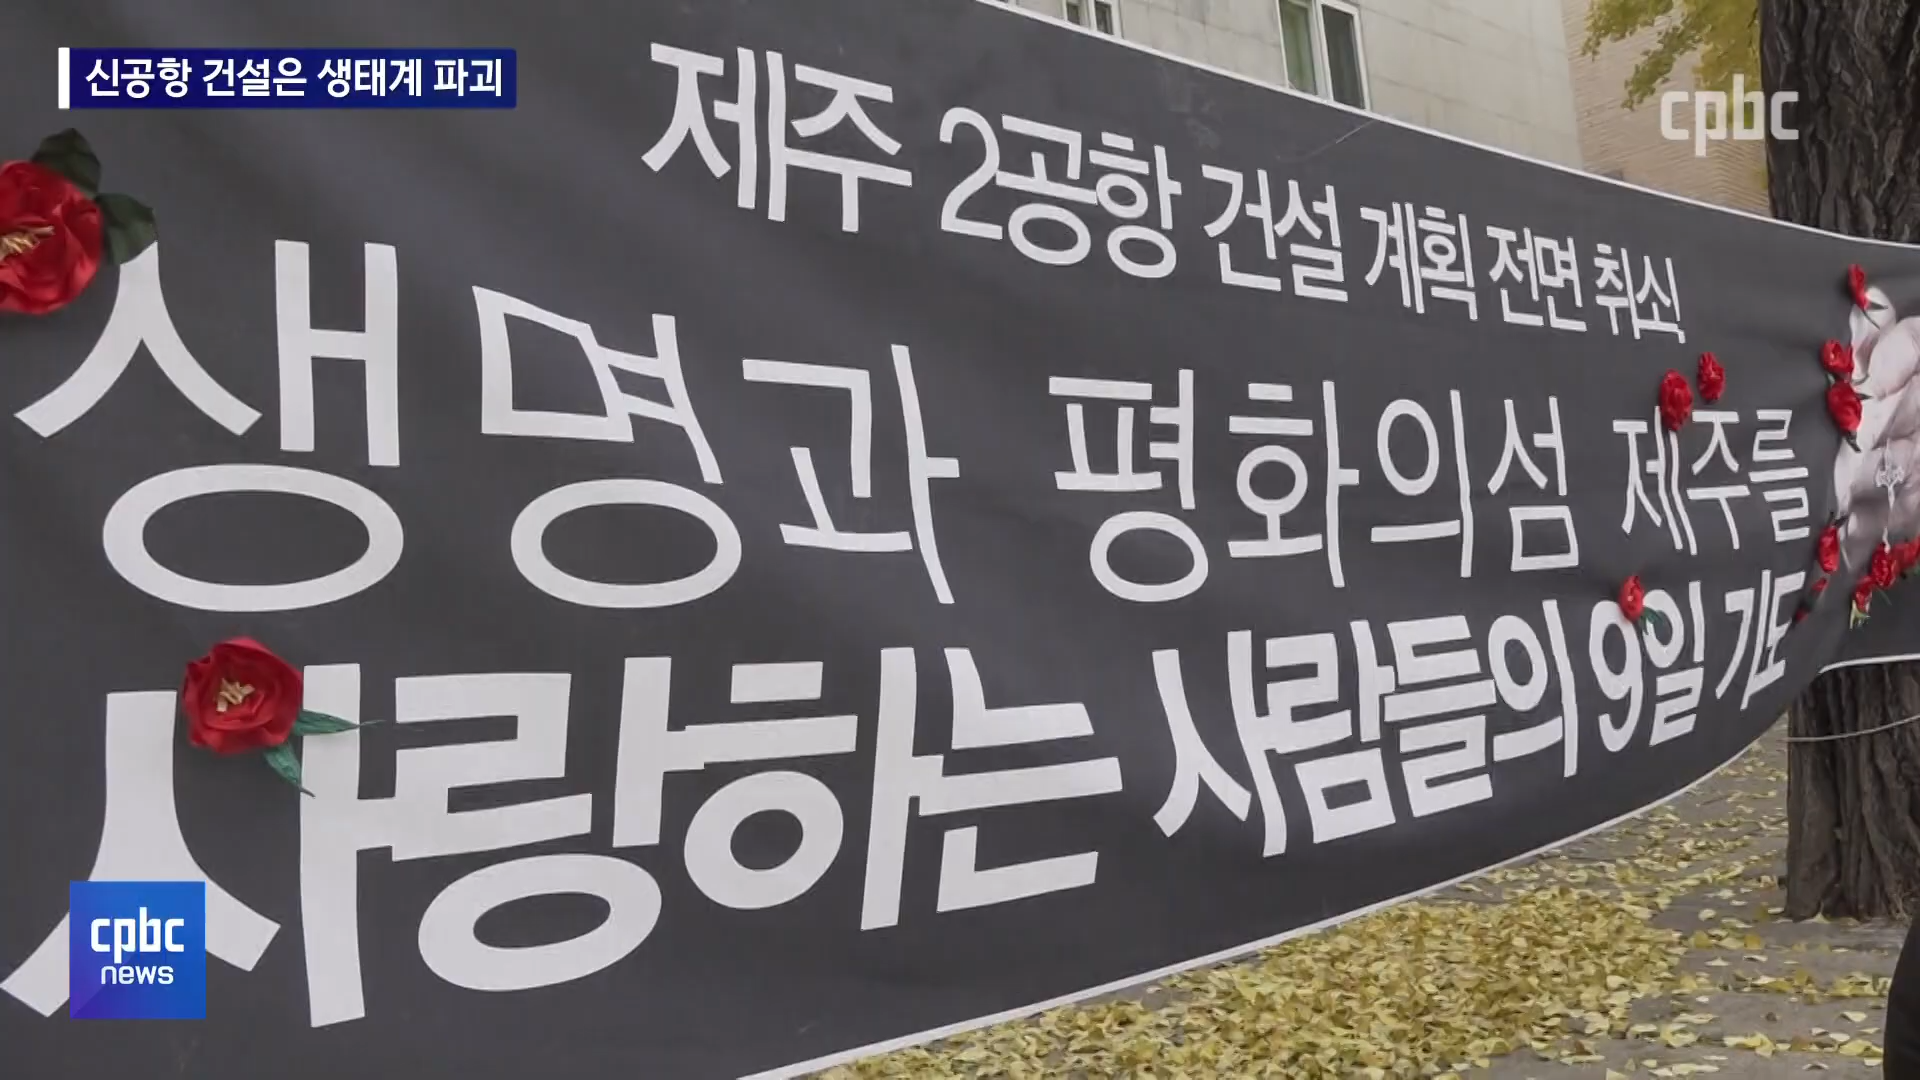 신공항 건설은 생태계 파괴
cpbc
제주 2공항 건설 계획 전면 취소!
생명과 평화의섬 제주를
사랑하는 사람들의 9일 기도
cpbc
news